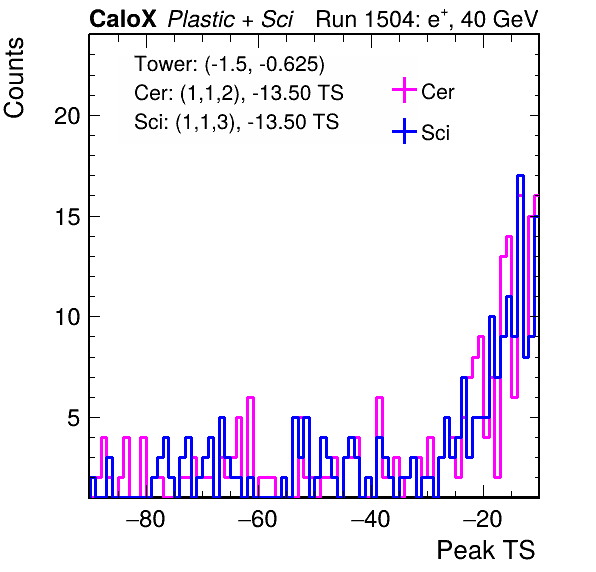 CaloX Plastic + Sci Run 1504: e⁺, 40 GeV
Counts
Tower: (-1.5, -0.625)
Cer: (1,1,2), -13.50 TS
Sci: (1,1,3), -13.50 TS
Cer
Sci
20
15
10
5
−80 −60 −40 −20
Peak TS